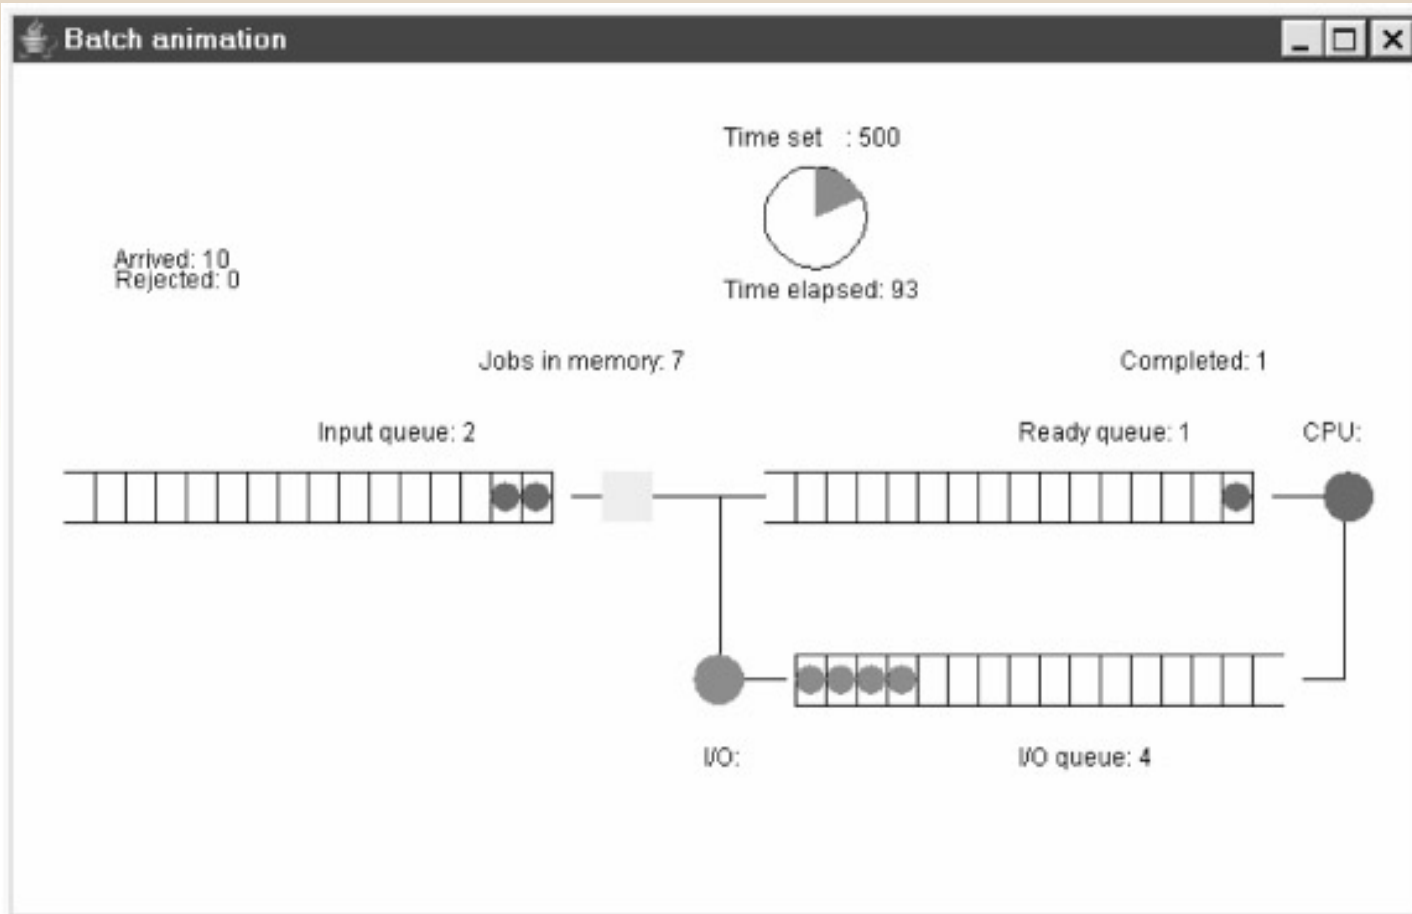 Batch animation
Time set : 500
Arrived: 10
Rejected: 0
Time elapsed: 93
Jobs in memory: 7
Completed: 1
Input queue: 2
Ready queue: 1
CPU:
I/O:
I/O queue: 4